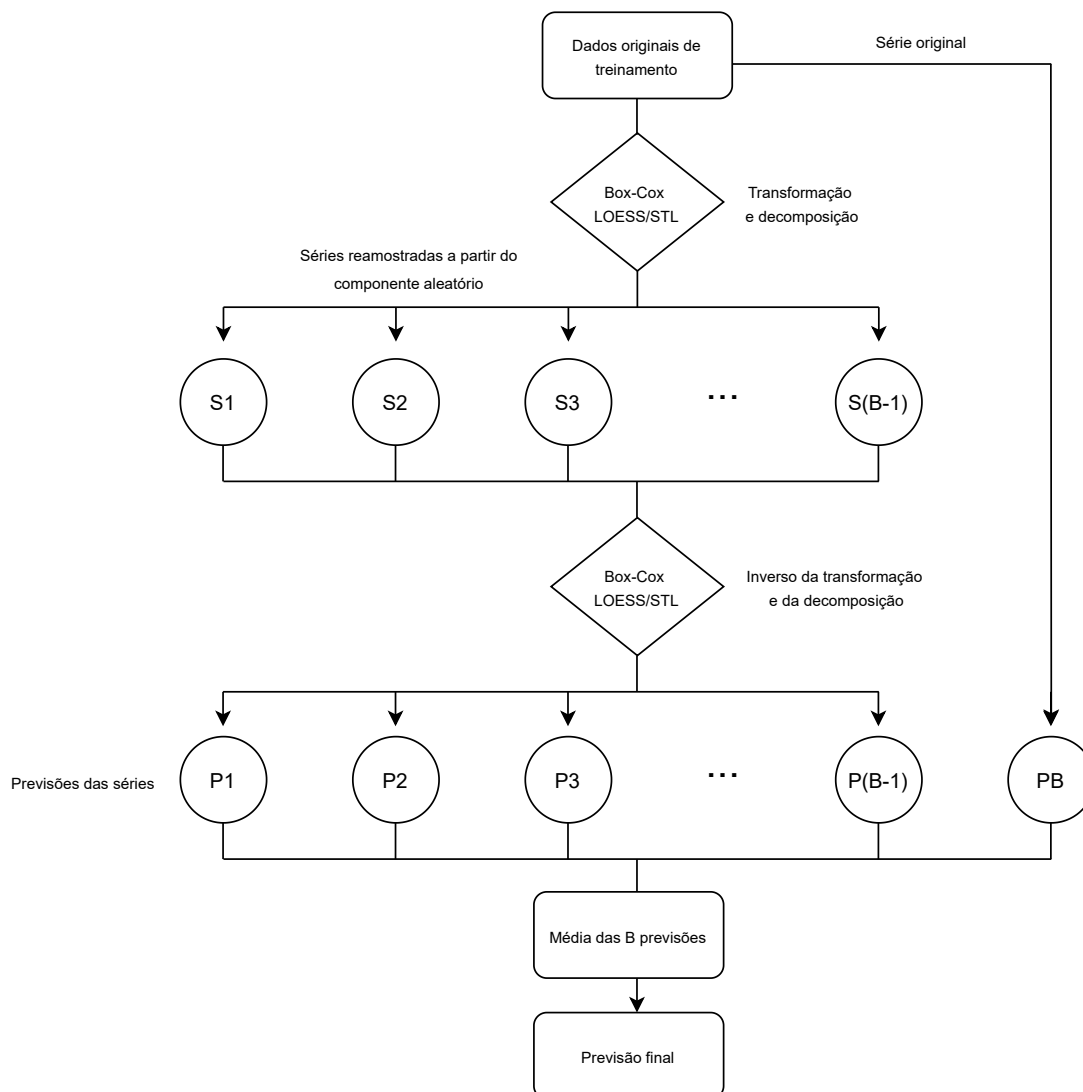 Dados originais de
treinamento
Série original
Box-Cox
LOESS/STL
Transformação
e decomposição
Séries reamostradas a partir do
componente aleatório
S1
S2
S3
...
S(B-1)
Box-Cox
LOESS/STL
Inverso da transformação
e da decomposição
Previsões das séries
P1
P2
P3
...
P(B-1)
PB
Média das B previsões
Previsão final